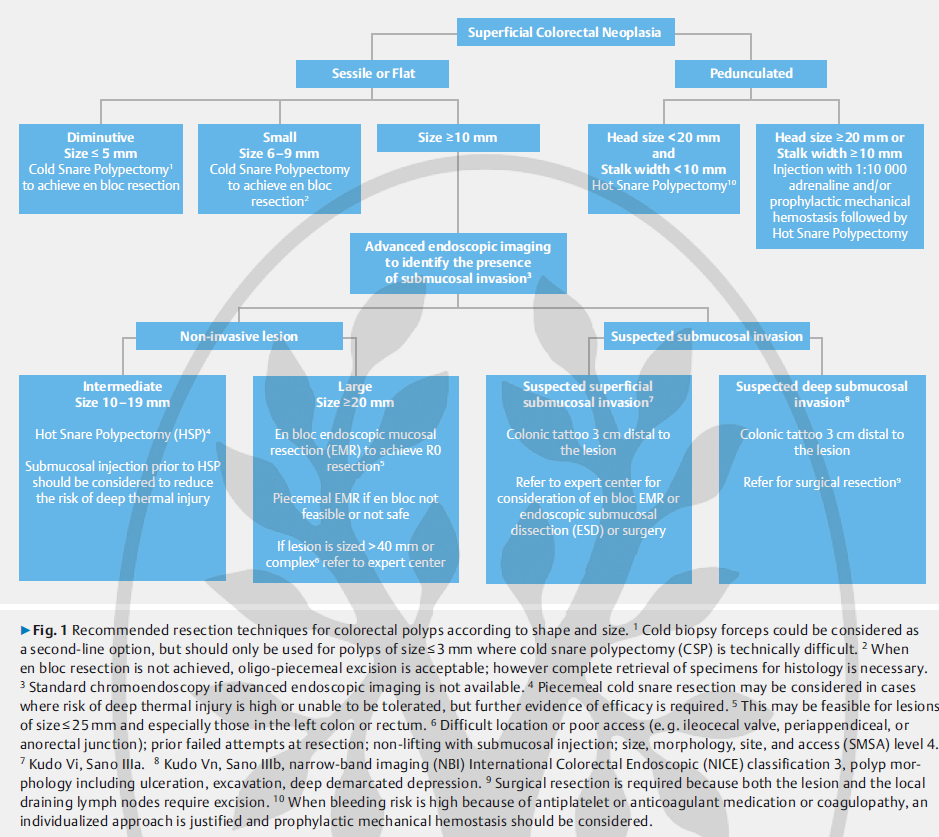 Superficial Colorectal Neoplasia
Sessile or Flat
Pedunculated
Diminutive
Size ≤ 5 mm
Cold Snare Polypectomy¹
to achieve en bloc resection
Small
Size 6–9 mm
Cold Snare Polypectomy
to achieve en bloc
resection²
Size ≥10 mm
Head size <20 mm
and
Stalk width <10 mm
Hot Snare Polypectomy¹⁰
Head size ≥20 mm or
Stalk width ≥10 mm
Injection with 1:10 000
adrenaline and/or
prophylactic mechanical
hemostasis followed by
Hot Snare Polypectomy
Advanced endoscopic imaging
to identify the presence
of submucosal invasion³
Non-invasive lesion
Suspected submucosal invasion
Intermediate
Size 10–19 mm
Hot Snare Polypectomy (HSP)⁴
Submucosal injection prior to HSP
should be considered to reduce
the risk of deep thermal injury
Large
Size ≥20 mm
En bloc endoscopic mucosal
resection (EMR) to achieve R0
resection⁵
Piecemeal EMR if en bloc not
feasible or not safe
If lesion is sized >40 mm or
complex⁶ refer to expert center
Suspected superficial
submucosal invasion⁷
Colonic tattoo 3 cm distal to
the lesion
Refer to expert center for
consideration of en bloc EMR or
endoscopic submucosal
dissection (ESD) or surgery
Suspected deep submucosal
invasion⁸
Colonic tattoo 3 cm distal to
the lesion
Refer for surgical resection⁹
►Fig. 1 Recommended resection techniques for colorectal polyps according to shape and size. ¹ Cold biopsy forceps could be considered as
a second-line option, but should only be used for polyps of size ≤ 3 mm where cold snare polypectomy (CSP) is technically difficult. ² When
en bloc resection is not achieved, oligo-piecemeal excision is acceptable; however complete retrieval of specimens for histology is necessary.
³ Standard chromoendoscopy if advanced endoscopic imaging is not available. ⁴ Piecemeal cold snare resection may be considered in cases
where risk of deep thermal injury is high or unable to be tolerated, but further evidence of efficacy is required. ⁵ This may be feasible for lesions
of size ≤ 25 mm and especially those in the left colon or rectum. ⁶ Difficult location or poor access (e. g. ileocecal valve, periappendiceal, or
anorectal junction); prior failed attempts at resection; non-lifting with submucosal injection; size, morphology, site, and access (SMSA) level 4.
⁷ Kudo Vi, Sano IIIa. ⁸ Kudo Vn, Sano IIIb, narrow-band imaging (NBI) International Colorectal Endoscopic (NICE) classification 3, polyp mor-
phology including ulceration, excavation, deep demarcated depression. ⁹ Surgical resection is required because both the lesion and the local
draining lymph nodes require excision. ¹⁰ When bleeding risk is high because of antiplatelet or anticoagulant medication or coagulopathy, an
individualized approach is justified and prophylactic mechanical hemostasis should be considered.